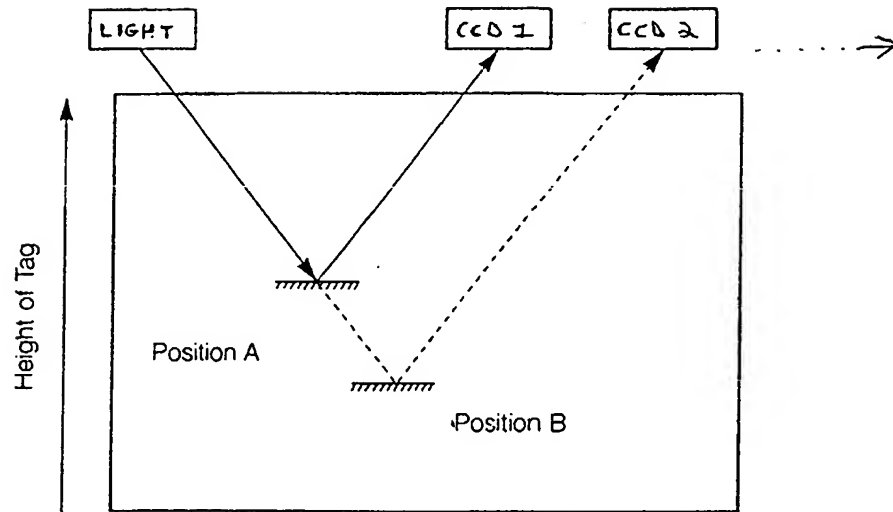 LIGHT CCD 1 CCD 2
Height of Tag
Position A
Position B